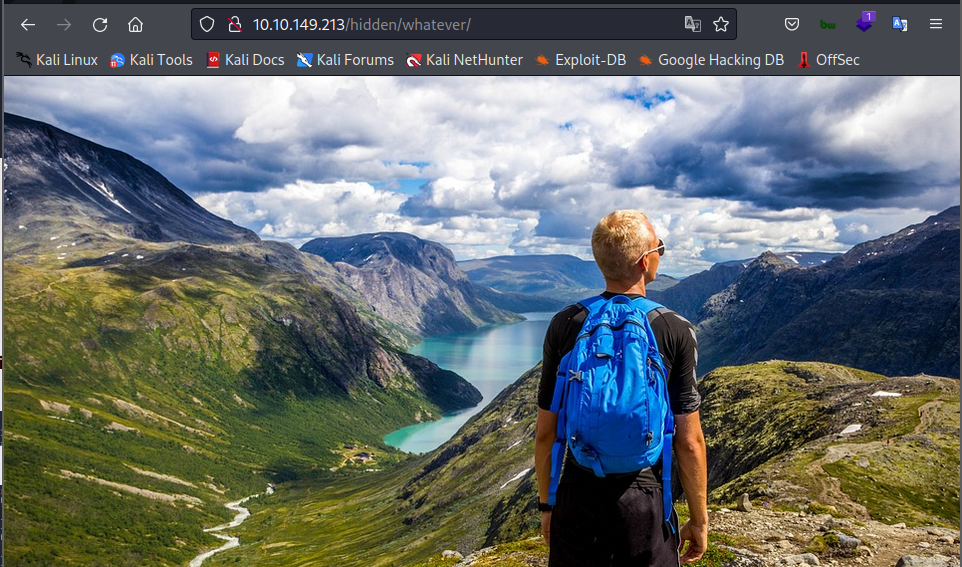 10.10.149.213/hidden/whatever/
1
Kali Linux Kali Tools Kali Docs Kali Forums Kali NetHunter Exploit-DB Google Hacking DB OffSec